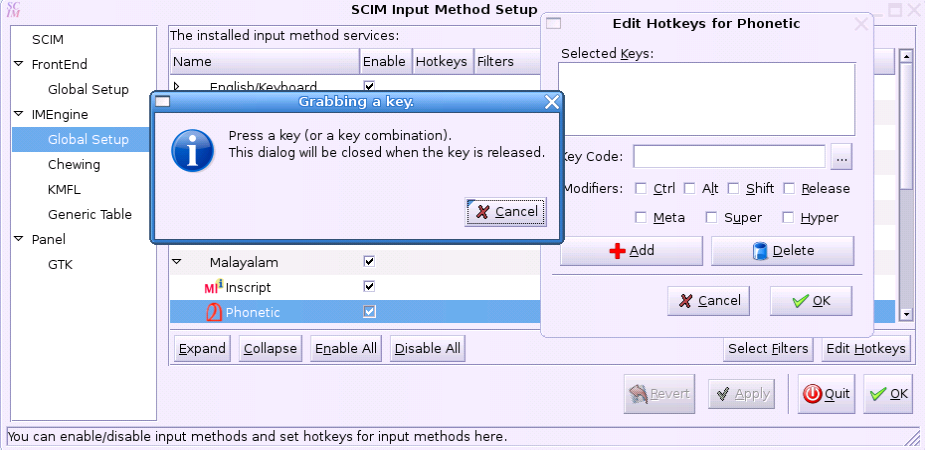 SCIM Input Method Setup
SCIM
FrontEnd
Global Setup
IMEngine
Global Setup
Chewing
KMFL
Generic Table
Panel
GTK
The installed input method services:
Name Enable Hotkeys Filters
English/Keyboard
Malayalam
Inscript
Phonetic
Expand Collapse Enable All Disable All Select Filters Edit Hotkeys
Revert Apply Quit OK
You can enable/disable input methods and set hotkeys for input methods here.
Grabbing a key.
Press a key (or a key combination).
This dialog will be closed when the key is released.
Cancel
Edit Hotkeys for Phonetic
Selected Keys:
Key Code: ...
Modifiers: Ctrl Alt Shift Release
Meta Super Hyper
Add Delete
Cancel OK